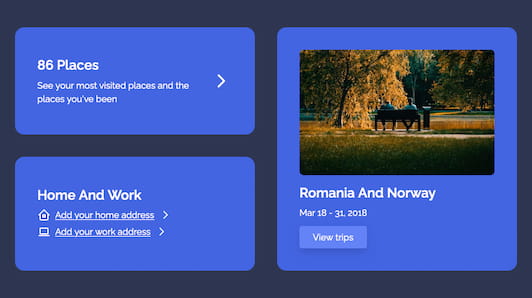 86 Places
See your most visited places and the
places you've been
Home And Work
Add your home address
Add your work address
Romania And Norway
Mar 18 - 31, 2018
View trips